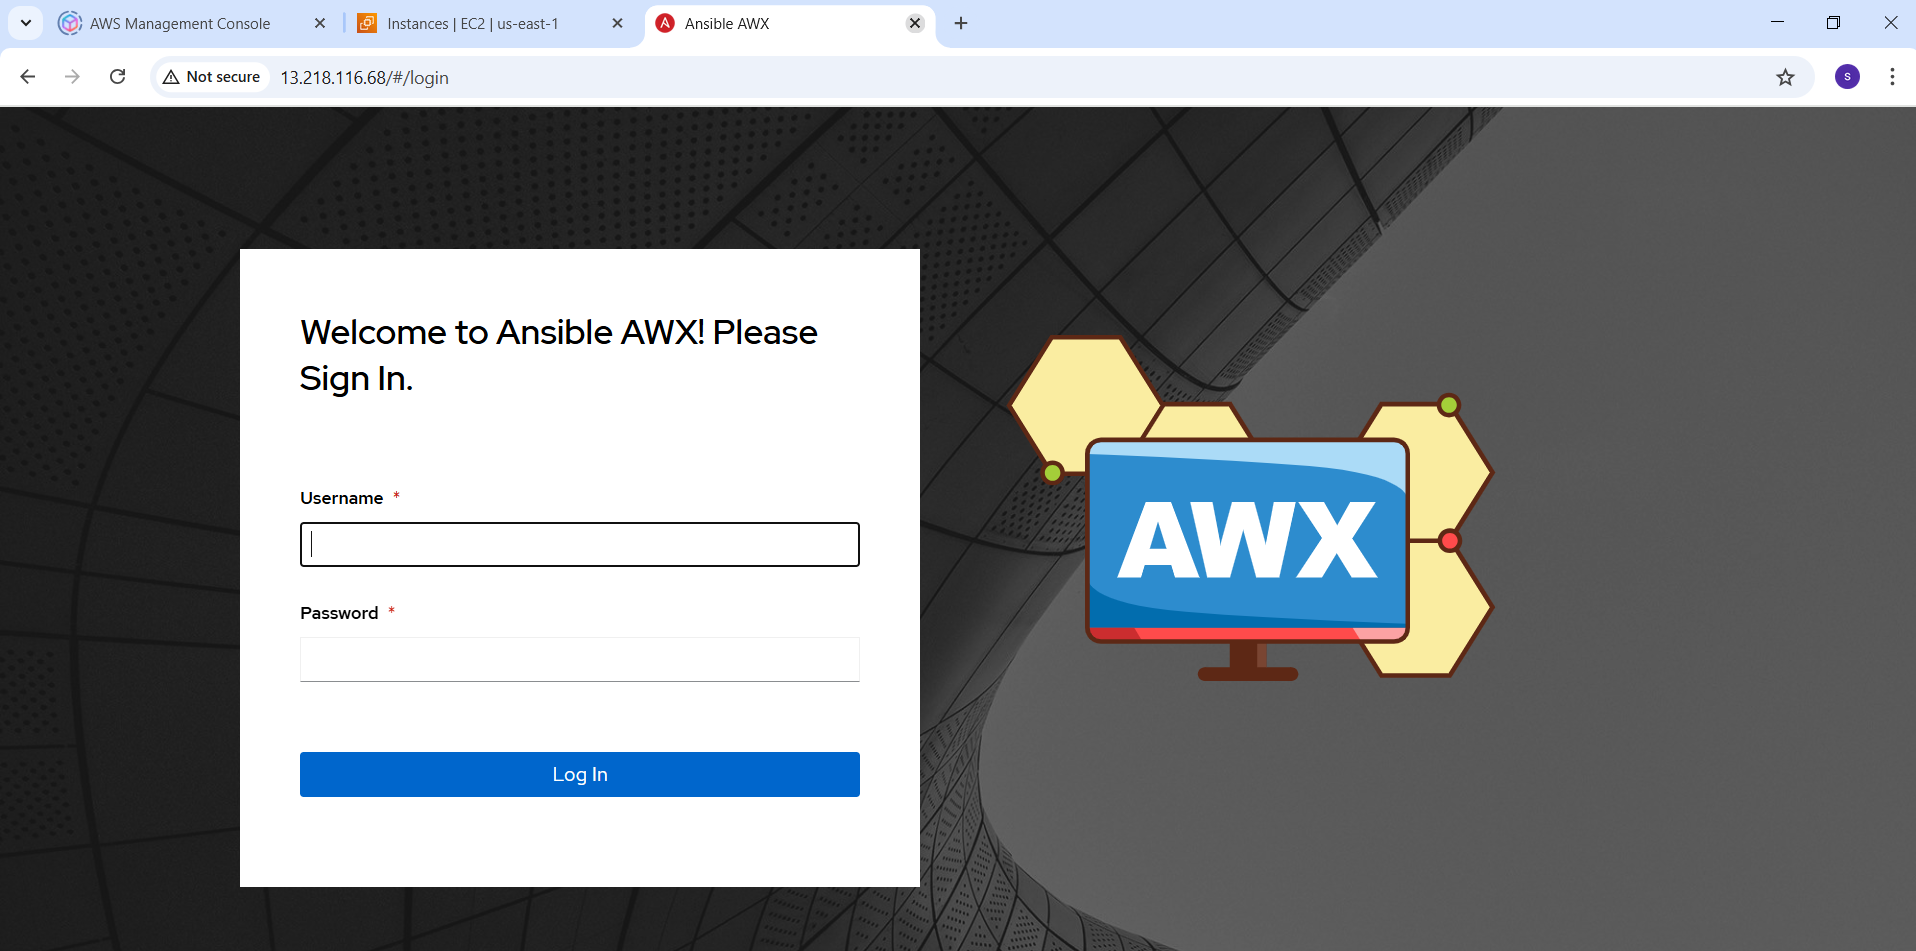 AWS Management Console
Instances | EC2 | us-east-1
Ansible AWX
Not secure
13.218.116.68/#/login
s
Welcome to Ansible AWX! Please
Sign In.
Username *
Password *
Log In
AWX